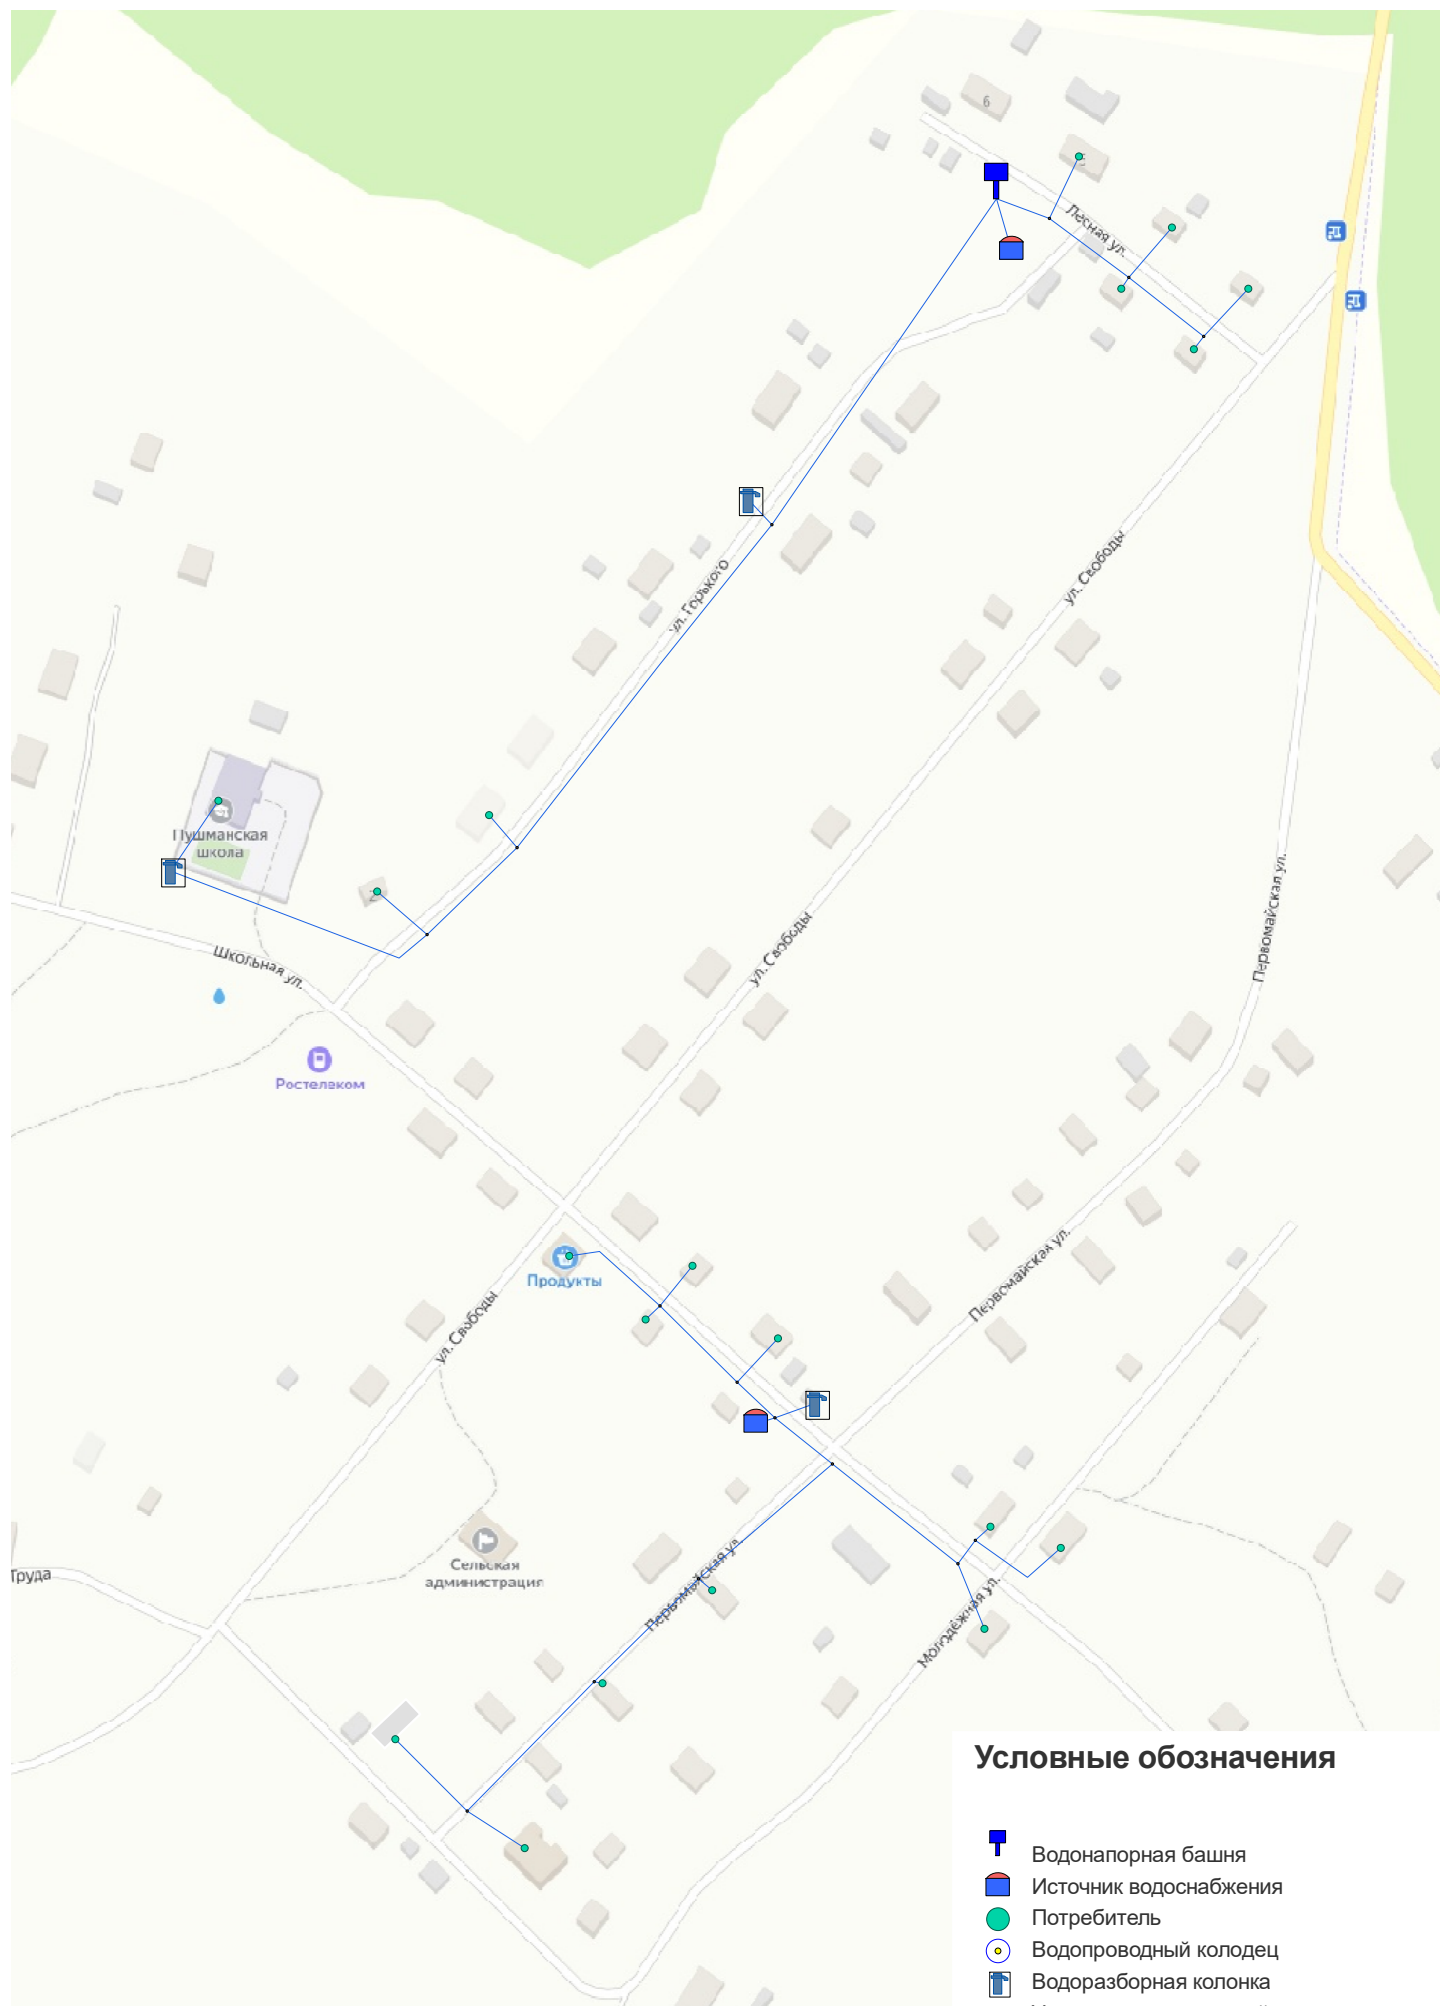 6
Лесная ул.
ул. Горького
ул. Свободы
Пушманская
школа
2
Первомайская ул.
ул. Свободы
Школьная ул.
Ростелеком
Первомайская ул.
Продукты
ул. Свободы
Сельская
администрация
Труда
Первомайская ул.
Молодёжная ул.
Условные обозначения
Водонапорная башня
Источник водоснабжения
Потребитель
Водопроводный колодец
Водоразборная колонка